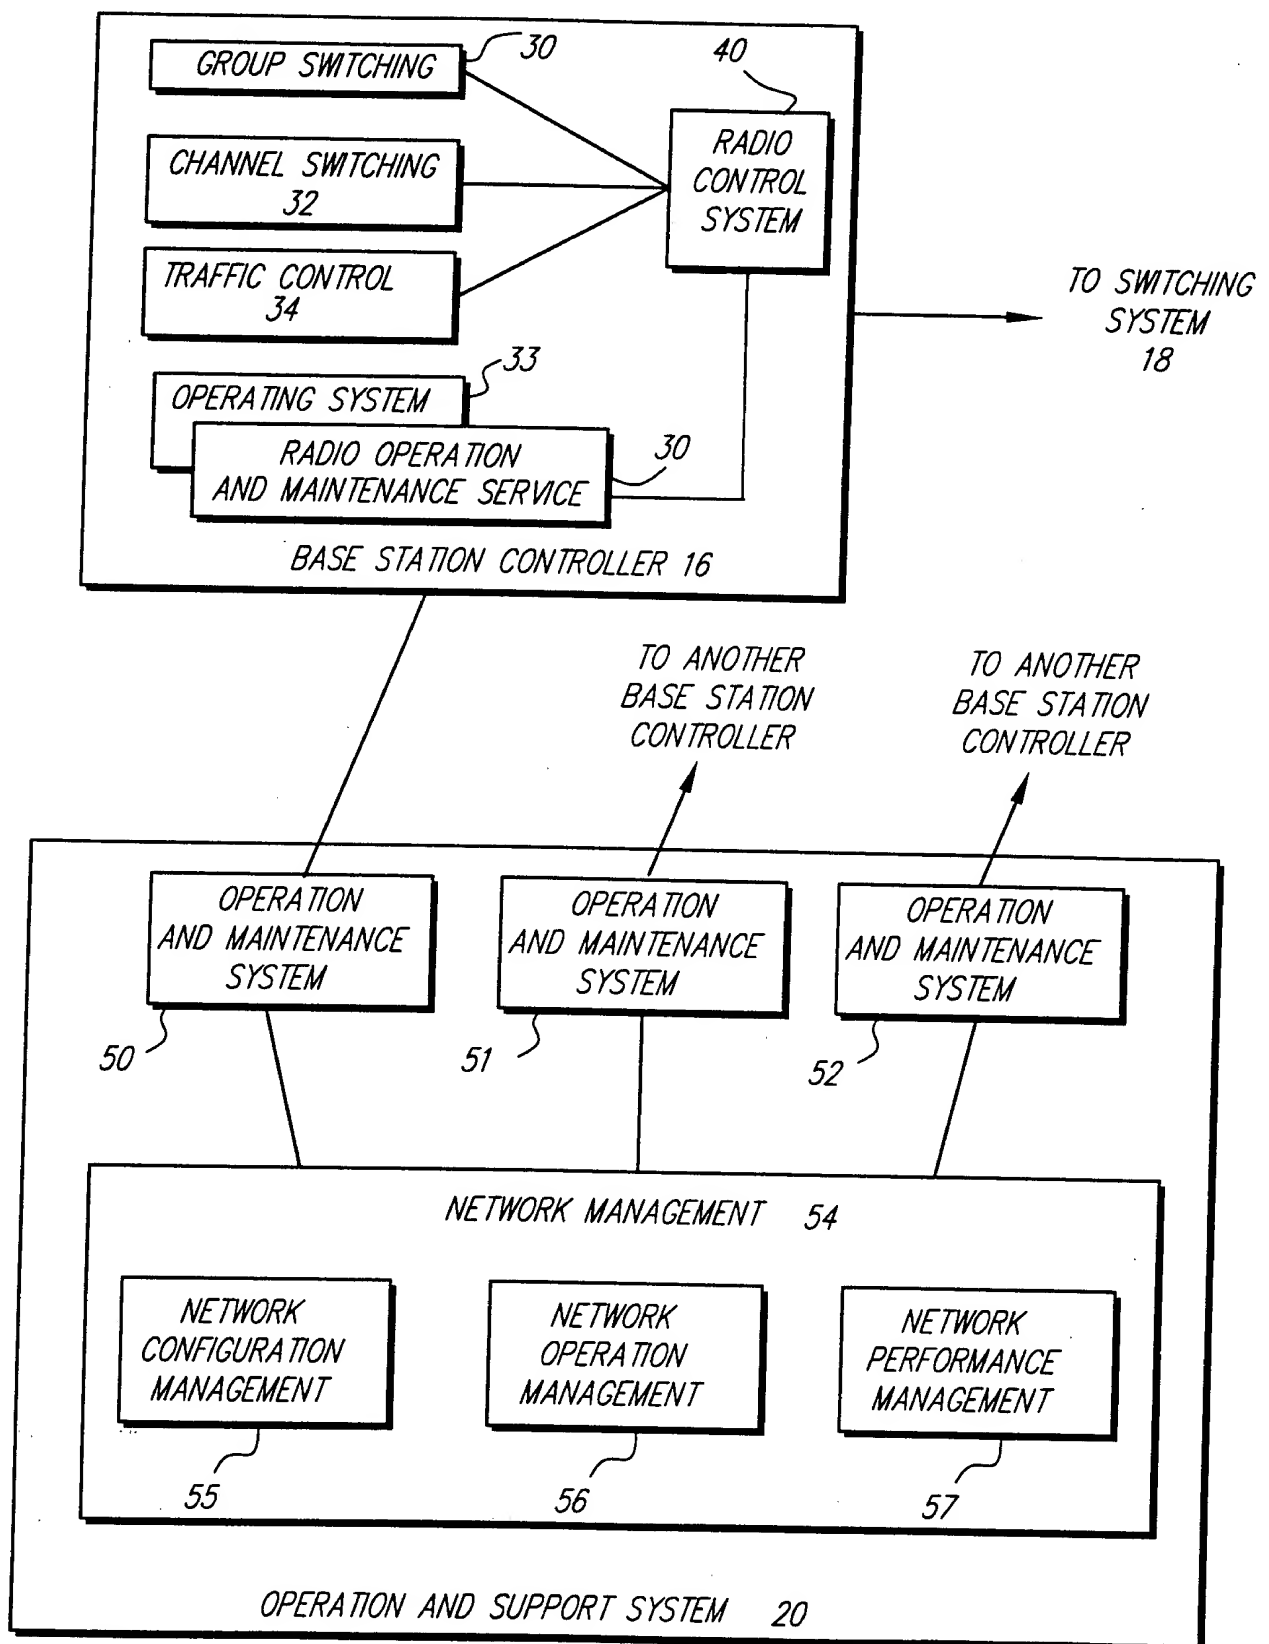 GROUP SWITCHING
30
40
CHANNEL SWITCHING
32
RADIO
CONTROL
SYSTEM
TRAFFIC CONTROL
34
TO SWITCHING
SYSTEM
18
OPERATING SYSTEM
33
RADIO OPERATION
AND MAINTENANCE SERVICE
30
BASE STATION CONTROLLER 16
TO ANOTHER
BASE STATION
CONTROLLER
TO ANOTHER
BASE STATION
CONTROLLER
OPERATION
AND MAINTENANCE
SYSTEM
50
OPERATION
AND MAINTENANCE
SYSTEM
51
OPERATION
AND MAINTENANCE
SYSTEM
52
NETWORK MANAGEMENT 54
NETWORK
CONFIGURATION
MANAGEMENT
55
NETWORK
OPERATION
MANAGEMENT
56
NETWORK
PERFORMANCE
MANAGEMENT
57
OPERATION AND SUPPORT SYSTEM 20